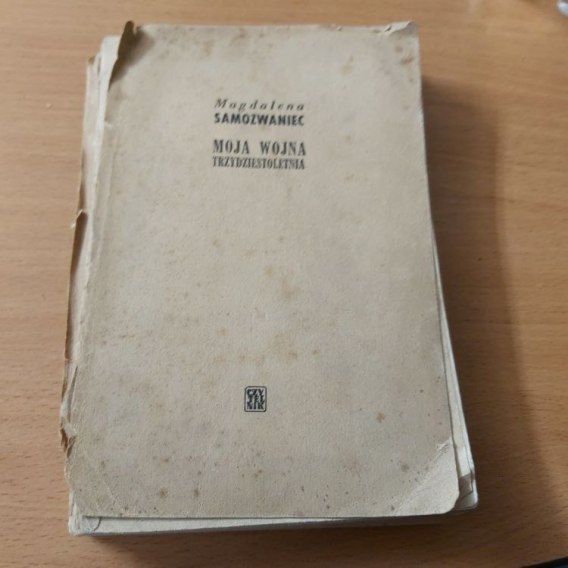 Magdalena
SAMOZWANIEC
MOJA WOJNA
TRZYDZIESTOLETNIA
CZY
TEL
NIK